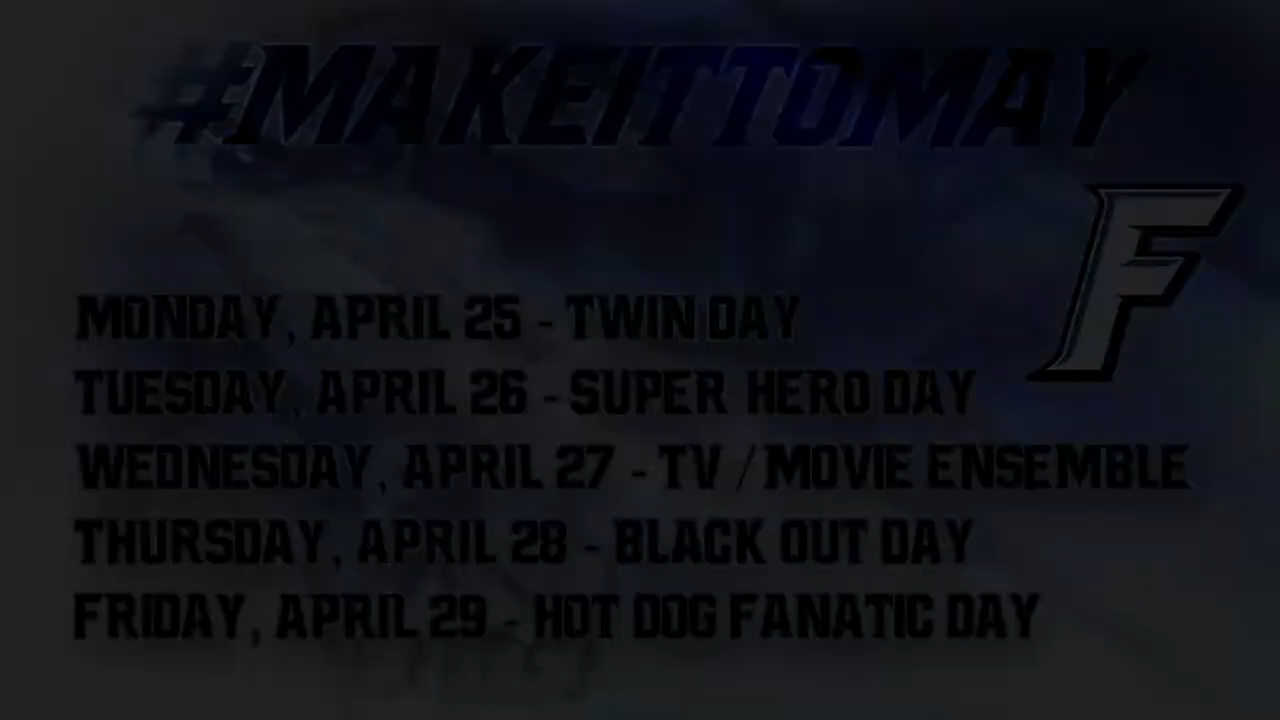 #MAKEITTOMAY
F
MONDAY, APRIL 25 - TWIN DAY
TUESDAY, APRIL 26 - SUPER HERO DAY
WEDNESDAY, APRIL 27 - TV / MOVIE ENSEMBLE
THURSDAY, APRIL 28 - BLACK OUT DAY
FRIDAY, APRIL 29 - HOT DOG FANATIC DAY